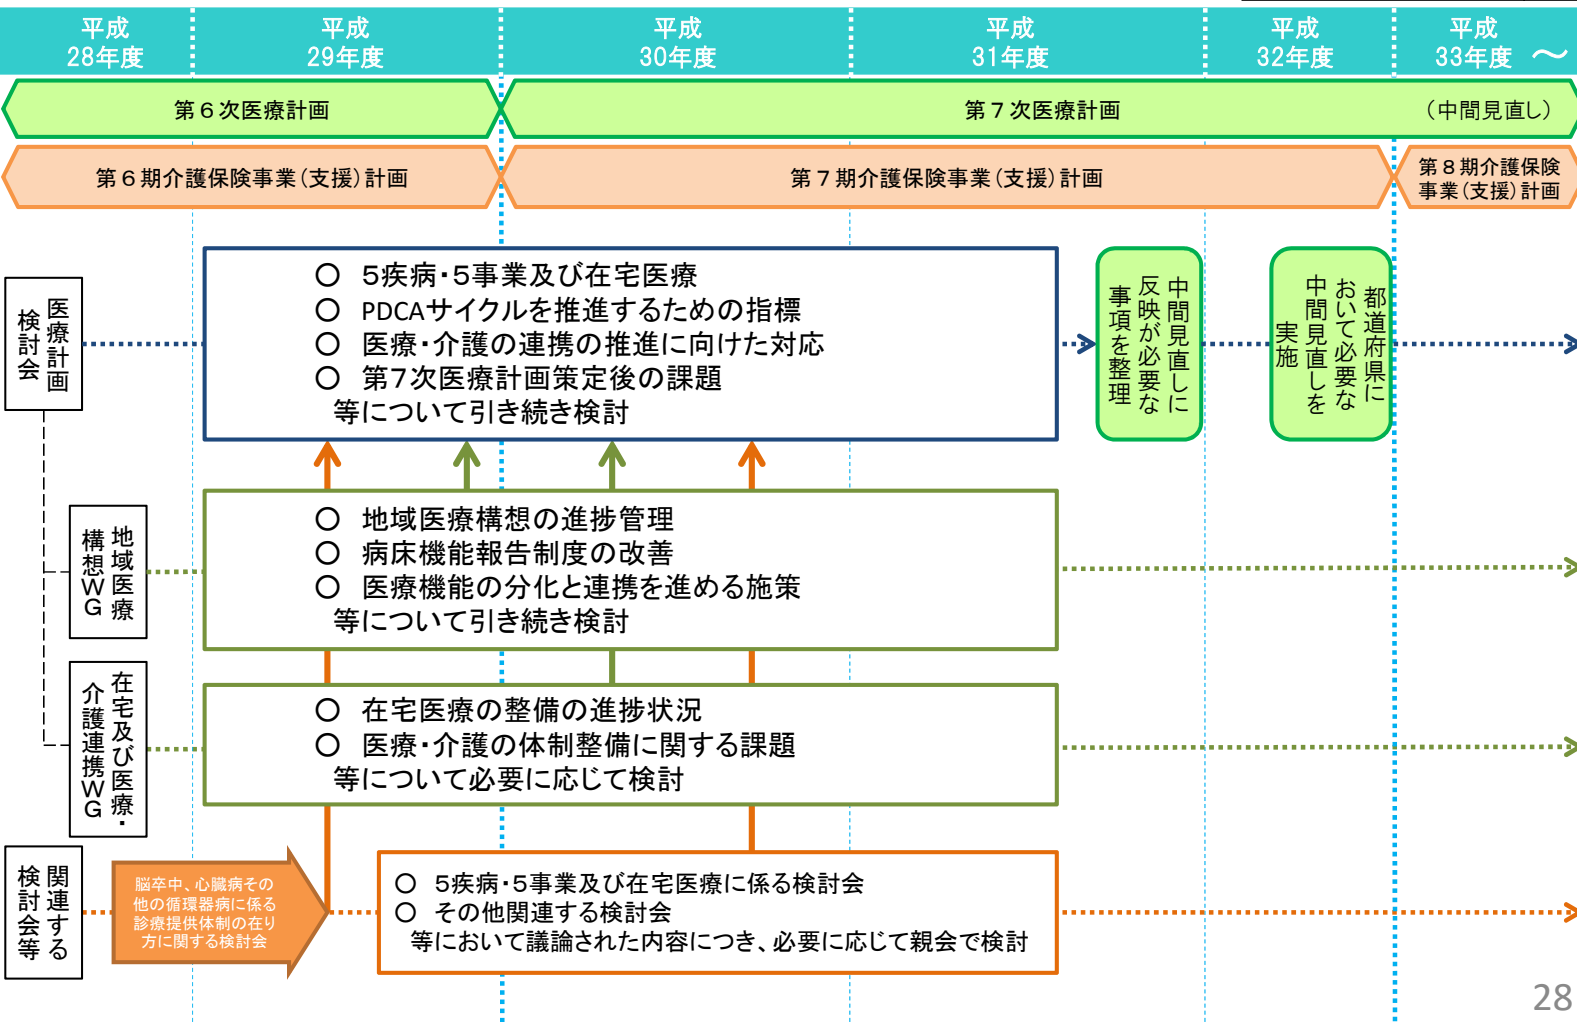 平成
28年度
平成
29年度
平成
30年度
平成
31年度
平成
32年度
平成
33年度 ～
第６次医療計画
第７次医療計画
（中間見直し）
第６期介護保険事業（支援）計画
第７期介護保険事業（支援）計画
第８期介護保険
事業（支援）計画
医療計画
検討会
○ 5疾病・5事業及び在宅医療
○ PDCAサイクルを推進するための指標
○ 医療・介護の連携の推進に向けた対応
○ 第7次医療計画策定後の課題
等について引き続き検討
中間見直しに
反映が必要な
事項を整理
都道府県に
おいて必要な
中間見直しを
実施
地域医療
構想ＷＧ
○ 地域医療構想の進捗管理
○ 病床機能報告制度の改善
○ 医療機能の分化と連携を進める施策
等について引き続き検討
在宅及び医療・
介護連携ＷＧ
○ 在宅医療の整備の進捗状況
○ 医療・介護の体制整備に関する課題
等について必要に応じて検討
関連する
検討会等
脳卒中、心臓病その
他の循環器病に係る
診療提供体制の在り
方に関する検討会
○ 5疾病・5事業及び在宅医療に係る検討会
○ その他関連する検討会
等において議論された内容につき、必要に応じて親会で検討
28